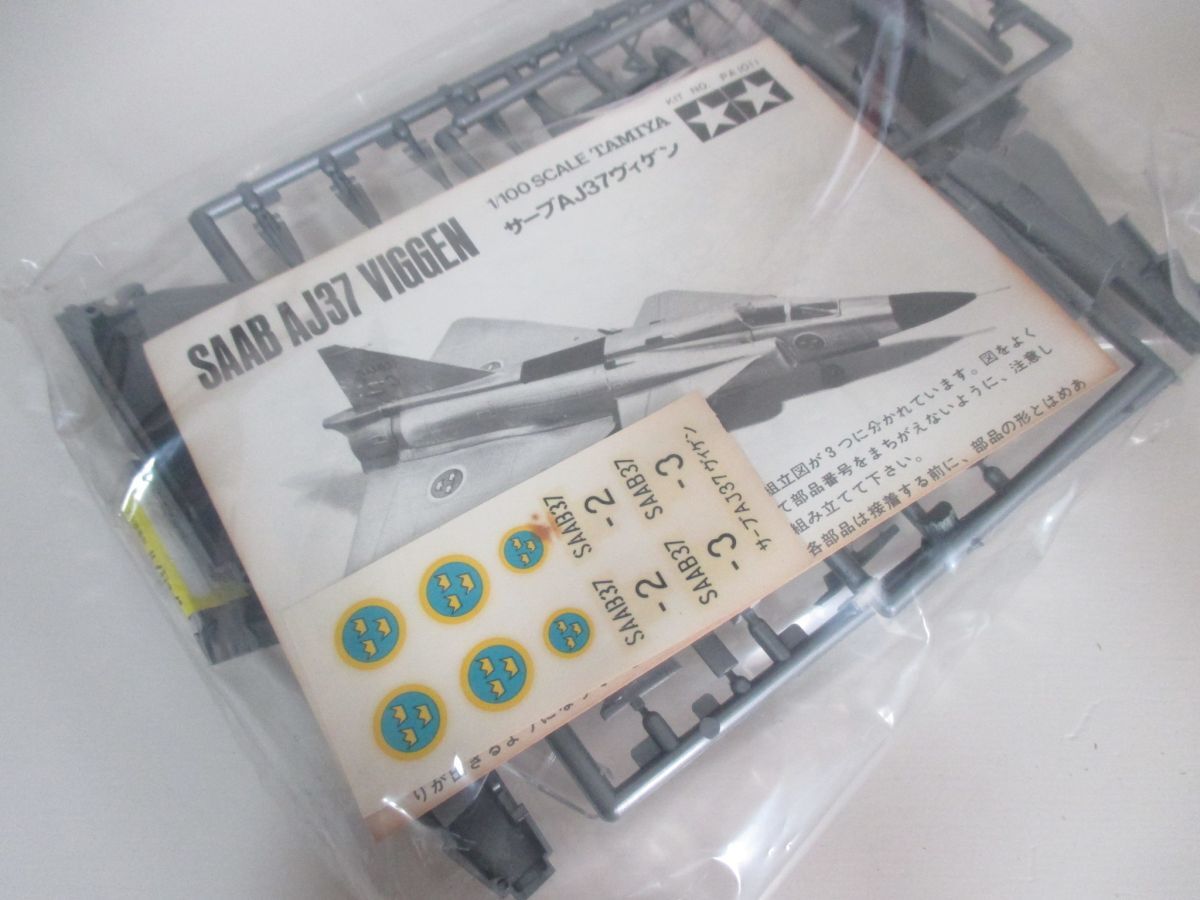 KIT NO. PA1011
1/100 SCALE TAMIYA
SAAB AJ37 VIGGEN
サーブAJ37ヴィゲン
組立図が3つに分かれています。図をよく
て部品番号をまちがえないように、注意し
組み立てて下さい。
各部品は接着する前に、部品の形とはめあ
SAAB37
-2
SAAB37
-3
サーブAJ37ヴィゲン
SAAB37
-2
SAAB37
-3